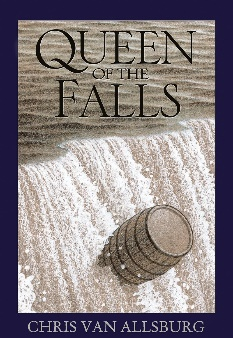 QUEEN
OF THE
FALLS
CHRIS VAN ALLSBURG